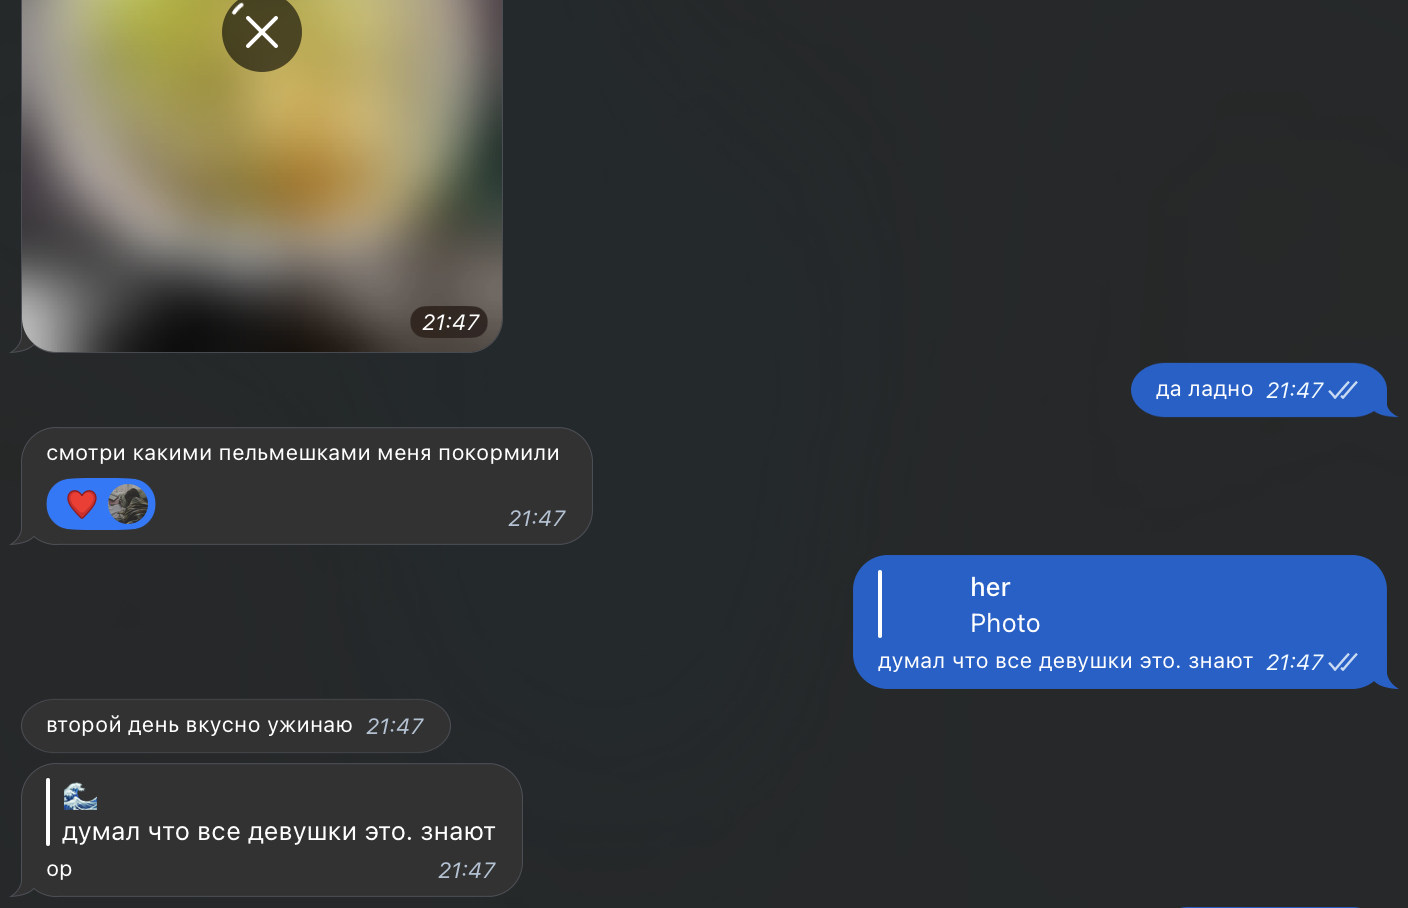 21:47
да ладно 21:47
смотри какими пельмешками меня покормили
21:47
her
Photo
думал что все девушки это. знают 21:47
второй день вкусно ужинаю 21:47
думал что все девушки это. знают
ор 21:47